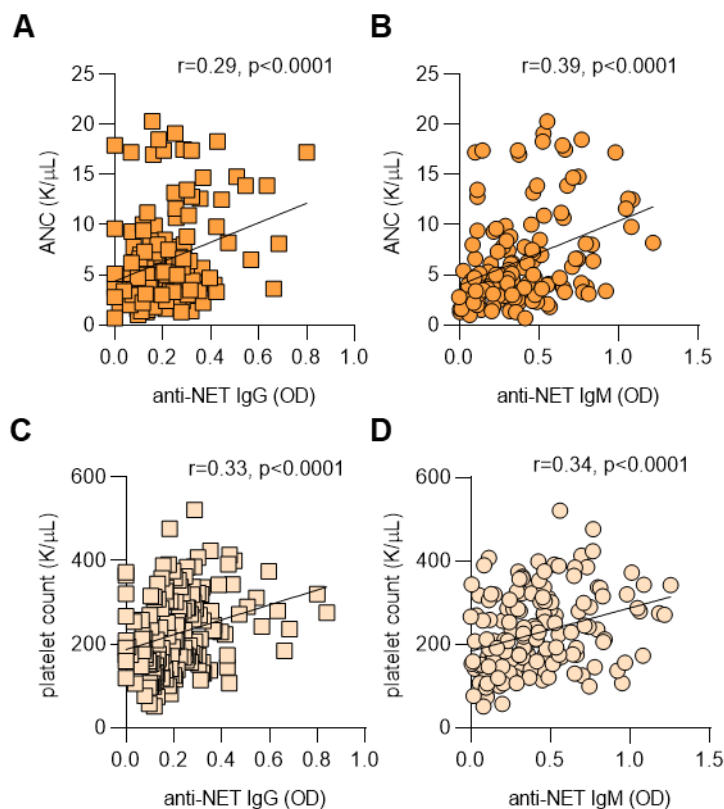 A
r=0.29, p<0.0001
ANC (K/μL)
25
20
15
10
5
0
0.0 0.2 0.4 0.6 0.8 1.0
anti-NET IgG (OD)
B
r=0.39, p<0.0001
ANC (K/μL)
25
20
15
10
5
0
0.0 0.5 1.0 1.5
anti-NET IgM (OD)
C
r=0.33, p<0.0001
platelet count (K/μL)
600
400
200
0
0.0 0.2 0.4 0.6 0.8 1.0
anti-NET IgG (OD)
D
r=0.34, p<0.0001
platelet count (K/μL)
600
400
200
0
0.0 0.5 1.0 1.5
anti-NET IgM (OD)